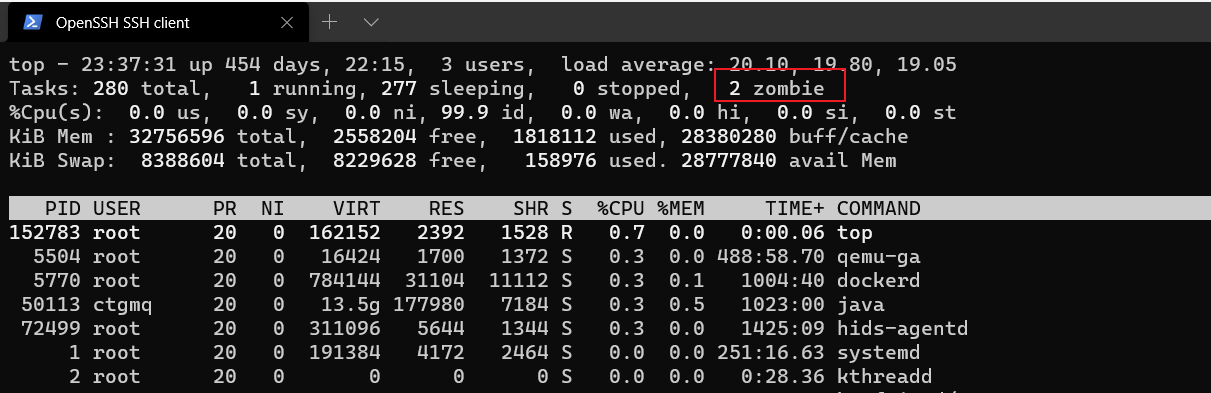 OpenSSH SSH client
top - 23:37:31 up 454 days, 22:15,  3 users,  load average: 20.10, 19.80, 19.05
Tasks: 280 total,   1 running, 277 sleeping,   0 stopped,   2 zombie
%Cpu(s):  0.0 us,  0.0 sy,  0.0 ni, 99.9 id,  0.0 wa,  0.0 hi,  0.0 si,  0.0 st
KiB Mem : 32756596 total,  2558204 free,  1818112 used, 28380280 buff/cache
KiB Swap:  8388604 total,  8229628 free,   158976 used. 28777840 avail Mem
PID USER      PR  NI    VIRT    RES    SHR S  %CPU %MEM     TIME+ COMMAND
152783 root      20   0  162152   2392   1528 R   0.7  0.0   0:00.06 top
5504 root      20   0   16424   1700   1372 S   0.3  0.0 488:58.70 qemu-ga
5770 root      20   0  784144  31104  11112 S   0.3  0.1   1004:40 dockerd
50113 ctgmq     20   0   13.5g 177980   7184 S   0.3  0.5   1023:00 java
72499 root      20   0  311096   5644   1344 S   0.3  0.0   1425:09 hids-agentd
1 root      20   0  191384   4172   2464 S   0.0  0.0 251:16.63 systemd
2 root      20   0       0      0      0 S   0.0  0.0   0:28.36 kthreadd